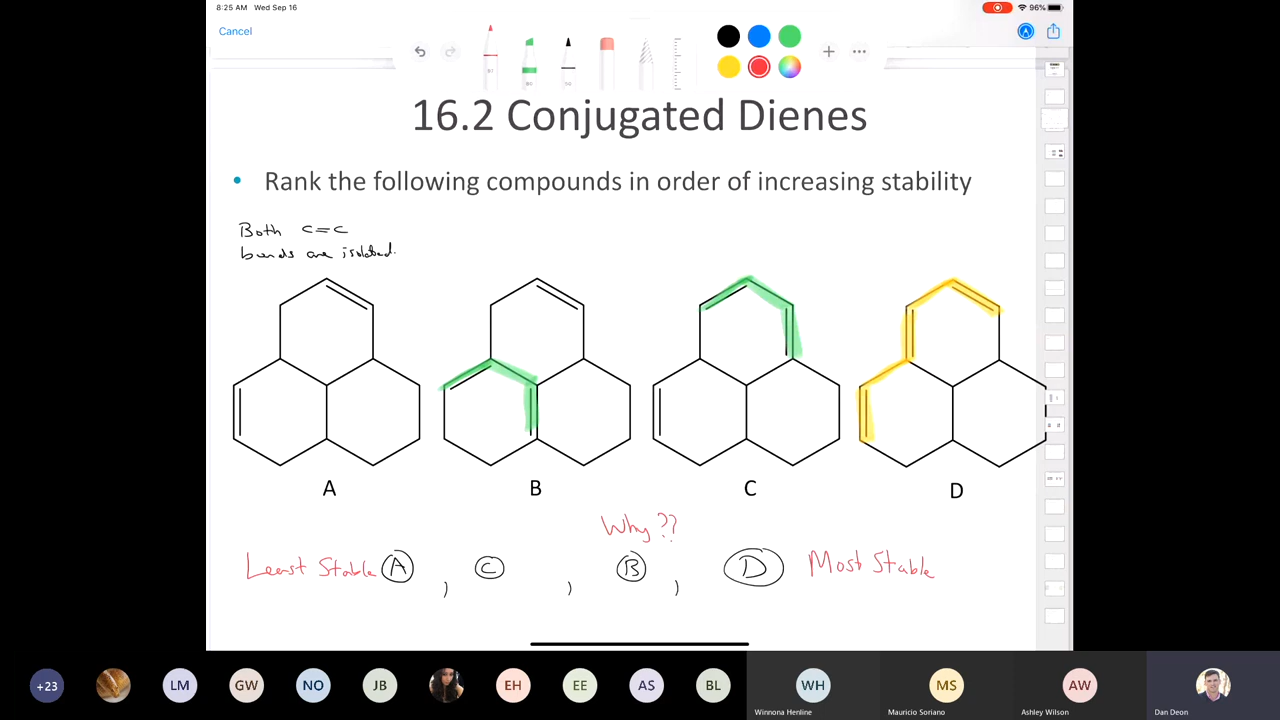 8:25 AM Wed Sep 16
96%
Cancel
16.2 Conjugated Dienes
• Rank the following compounds in order of increasing stability
Both C=C
bonds are isolated.
A B C D
Why??
Least Stable A , C , B , D Most Stable
+23 LM GW NO JB EH EE AS BL WH MS AW
Winnona Henline Mauricio Soriano Ashley Wilson Dan Deon